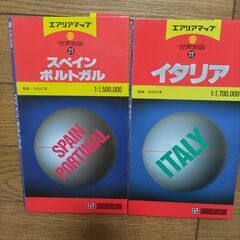 エアリアマップ
世界地図
25
スペイン
ポルトガル
1:1,500,000
SPAIN
PORTUGAL
エアリアマップ
世界地図
22
イタリア
1:1,700,000
ITALY